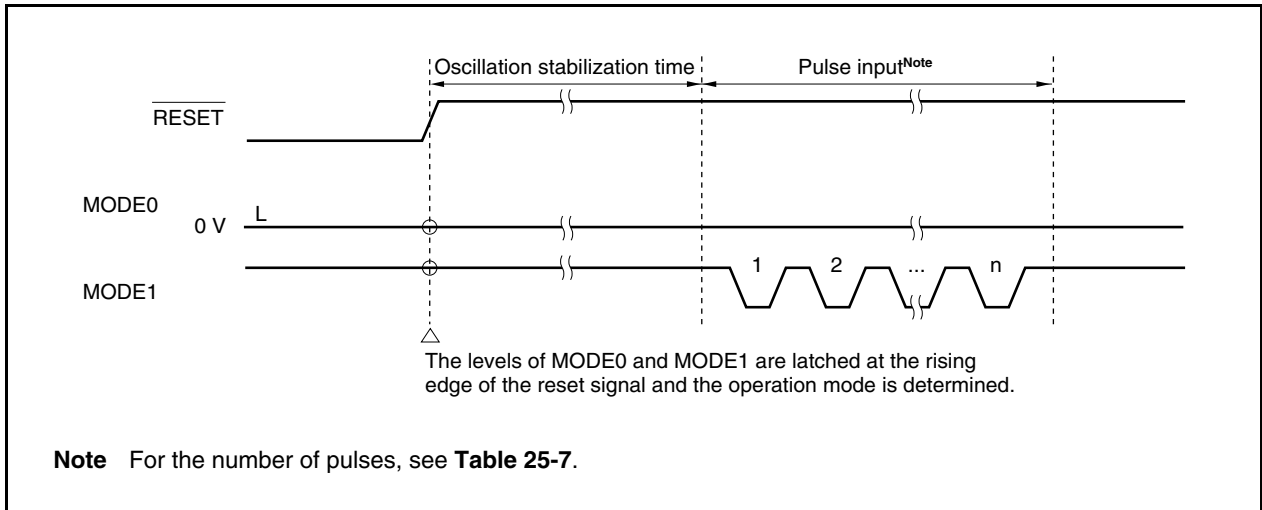 Oscillation stabilization time
Pulse input Note
RESET
MODE0
0 V
L
MODE1
1
2
...
n
The levels of MODE0 and MODE1 are latched at the rising
edge of the reset signal and the operation mode is determined.
Note For the number of pulses, see Table 25-7.